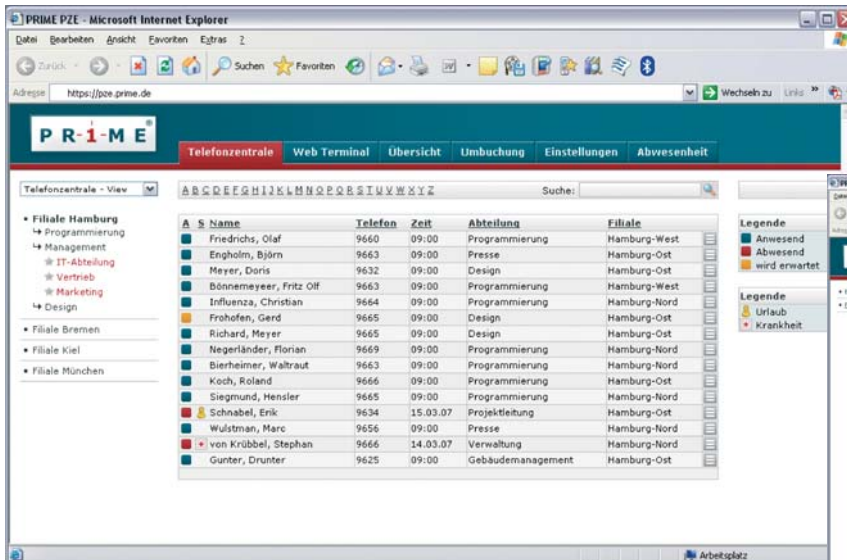 PRIME PZE - Microsoft Internet Explorer
Datei Bearbeiten Ansicht Favoriten Extras ?
Zurück Suchen Favoriten
Adresse https://pze.prime.de Wechseln zu Links »
PR-i-ME®
Telefonzentrale Web Terminal Übersicht Umbuchung Einstellungen Abwesenheit
Telefonzentrale - View
A B C D E F G H I J K L M N O P Q R S T U V W X Y Z Suche:
• Filiale Hamburg
Programmierung
Management
IT-Abteilung
Vertrieb
Marketing
Design
• Filiale Bremen
• Filiale Kiel
• Filiale München
A S Name Telefon Zeit Abteilung Filiale
Friedrichs, Olaf 9660 09:00 Programmierung Hamburg-West
Engholm, Björn 9663 09:00 Presse Hamburg-Ost
Meyer, Doris 9632 09:00 Design Hamburg-Ost
Bönnemeyeer, Fritz Olf 9663 09:00 Programmierung Hamburg-West
Influenza, Christian 9664 09:00 Programmierung Hamburg-Nord
Frohofen, Gerd 9665 09:00 Design Hamburg-Ost
Richard, Meyer 9665 09:00 Design Hamburg-Ost
Negerländer, Florian 9669 09:00 Programmierung Hamburg-Nord
Bierheimer, Waltraut 9663 09:00 Programmierung Hamburg-Nord
Koch, Roland 9666 09:00 Programmierung Hamburg-Ost
Siegmund, Hensler 9665 09:00 Programmierung Hamburg-Nord
Schnabel, Erik 9634 15.03.07 Projektleitung Hamburg-Ost
Wulstman, Marc 9656 09:00 Presse Hamburg-Nord
von Krübbel, Stephan 9666 14.03.07 Verwaltung Hamburg-Nord
Gunter, Drunter 9625 09:00 Gebäudemanagement Hamburg-Ost
Legende
Anwesend
Abwesend
wird erwartet
Legende
Urlaub
Krankheit
Arbeitsplatz